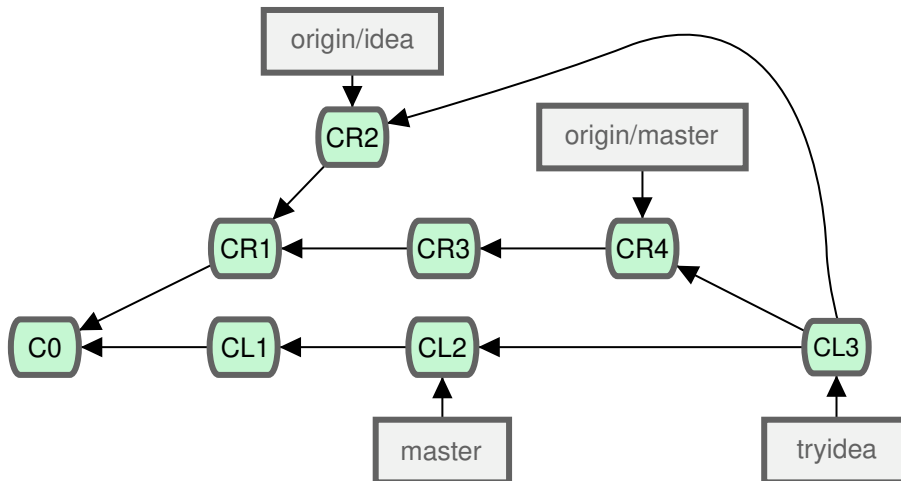 origin/idea
CR2
origin/master
CR1
CR3
CR4
C0
CL1
CL2
CL3
master
tryidea